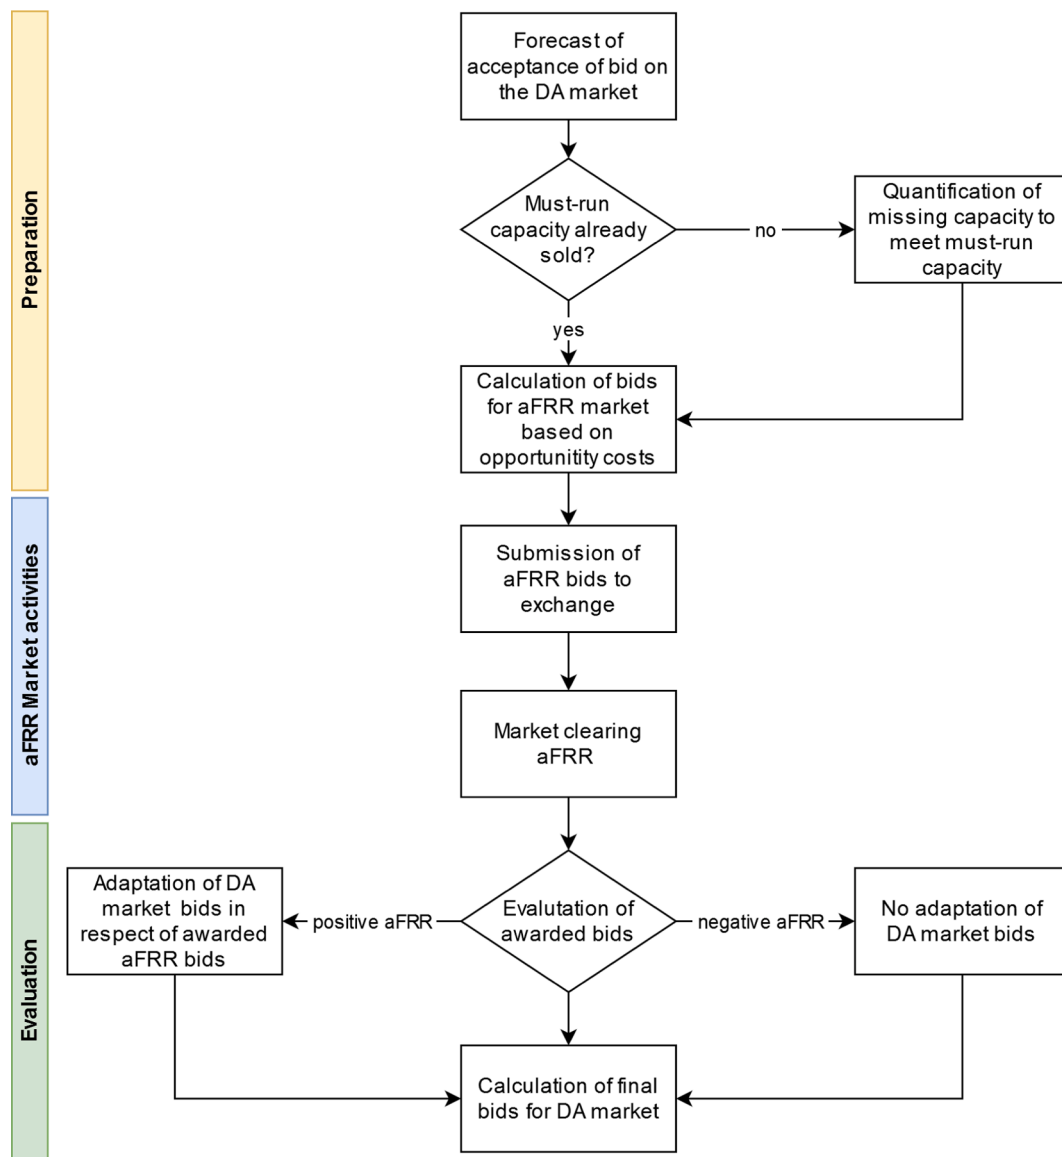 Preparation
Forecast of
acceptance of bid on
the DA market
Must-run
capacity already
sold?
no
Quantification of
missing capacity to
meet must-run
capacity
yes
Calculation of bids
for aFRR market
based on
opportunitity costs
aFRR Market activities
Submission of
aFRR bids to
exchange
Market clearing
aFRR
Evaluation
Adaptation of DA
market bids in
respect of awarded
aFRR bids
positive aFRR
Evalutation of
awarded bids
negative aFRR
No adaptation of
DA market bids
Calculation of final
bids for DA market